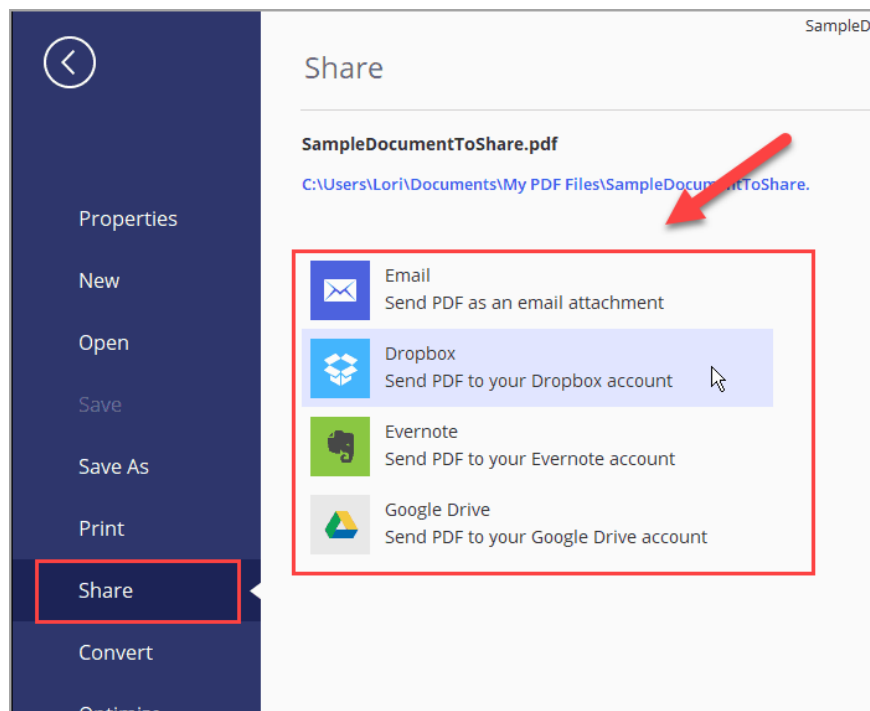 SampleD
Share
SampleDocumentToShare.pdf
C:\Users\Lori\Documents\My PDF Files\SampleDocumentToShare.
Properties
New
Open
Save
Save As
Print
Share
Convert
Optimize
Email
Send PDF as an email attachment
Dropbox
Send PDF to your Dropbox account
Evernote
Send PDF to your Evernote account
Google Drive
Send PDF to your Google Drive account